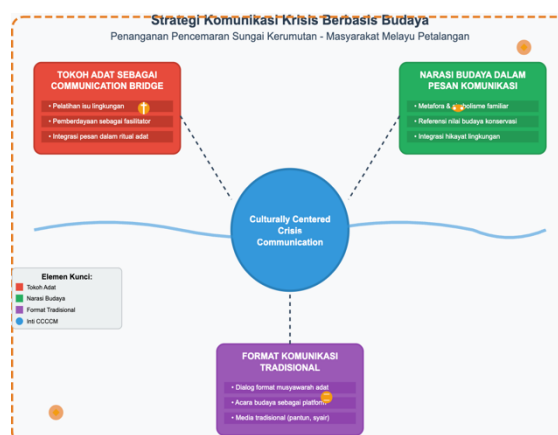 Strategi Komunikasi Krisis Berbasis Budaya
Penanganan Pencemaran Sungai Kerumutan - Masyarakat Melayu Petalangan
TOKOH ADAT SEBAGAI
COMMUNICATION BRIDGE
• Pelatihan isu lingkungan
• Pemberdayaan sebagai fasilitator
• Integrasi pesan dalam ritual adat
NARASI BUDAYA DALAM
PESAN KOMUNIKASI
• Metafora & familiar
• Referensi nilai budaya konservasi
• Integrasi hikayat lingkungan
Culturally Centered
Crisis
Communication
Elemen Kunci:
Tokoh Adat
Narasi Budaya
Format Tradisional
Inti CCCCM
FORMAT KOMUNIKASI
TRADISIONAL
• Dialog format musyawarah adat
• Acara budaya sebagai platform
• Media tradisional (pantun, syair)